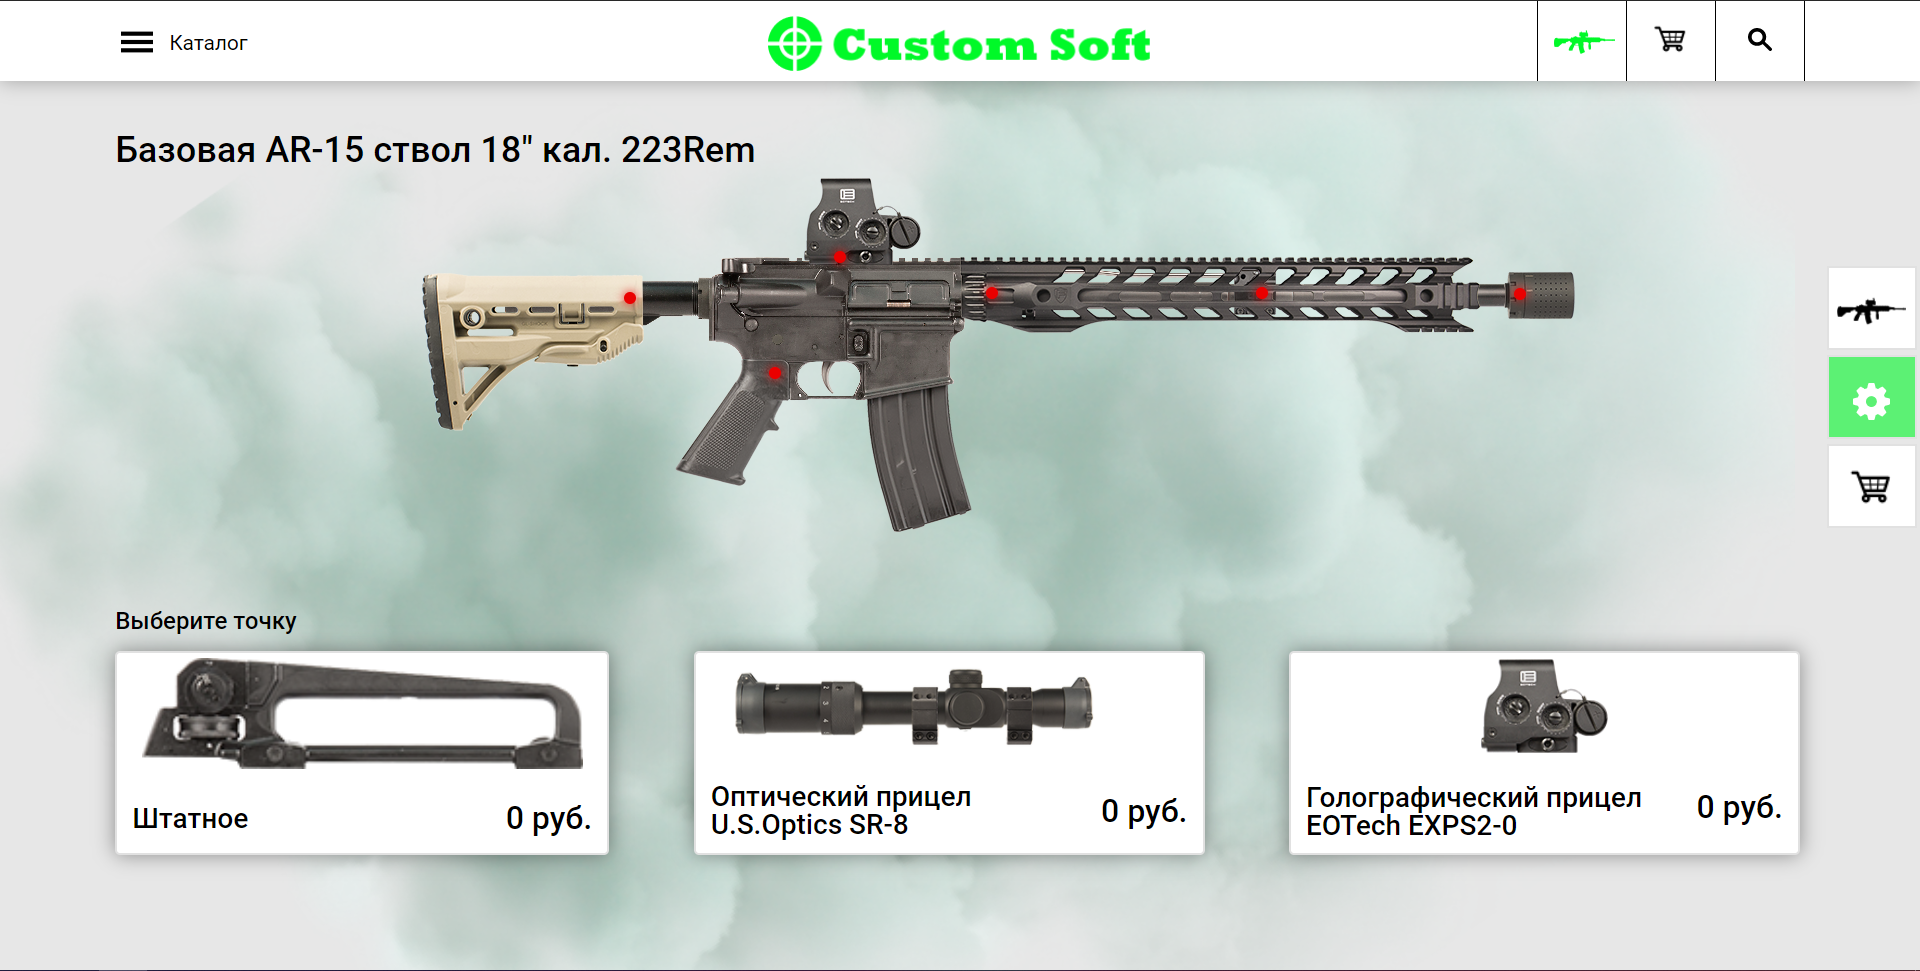 Каталог
Custom Soft
Базовая AR-15 ствол 18" кал. 223Rem
Выберите точку
Штатное
0 руб.
Оптический прицел
U.S.Optics SR-8
0 руб.
Голографический прицел
EOTech EXPS2-0
0 руб.